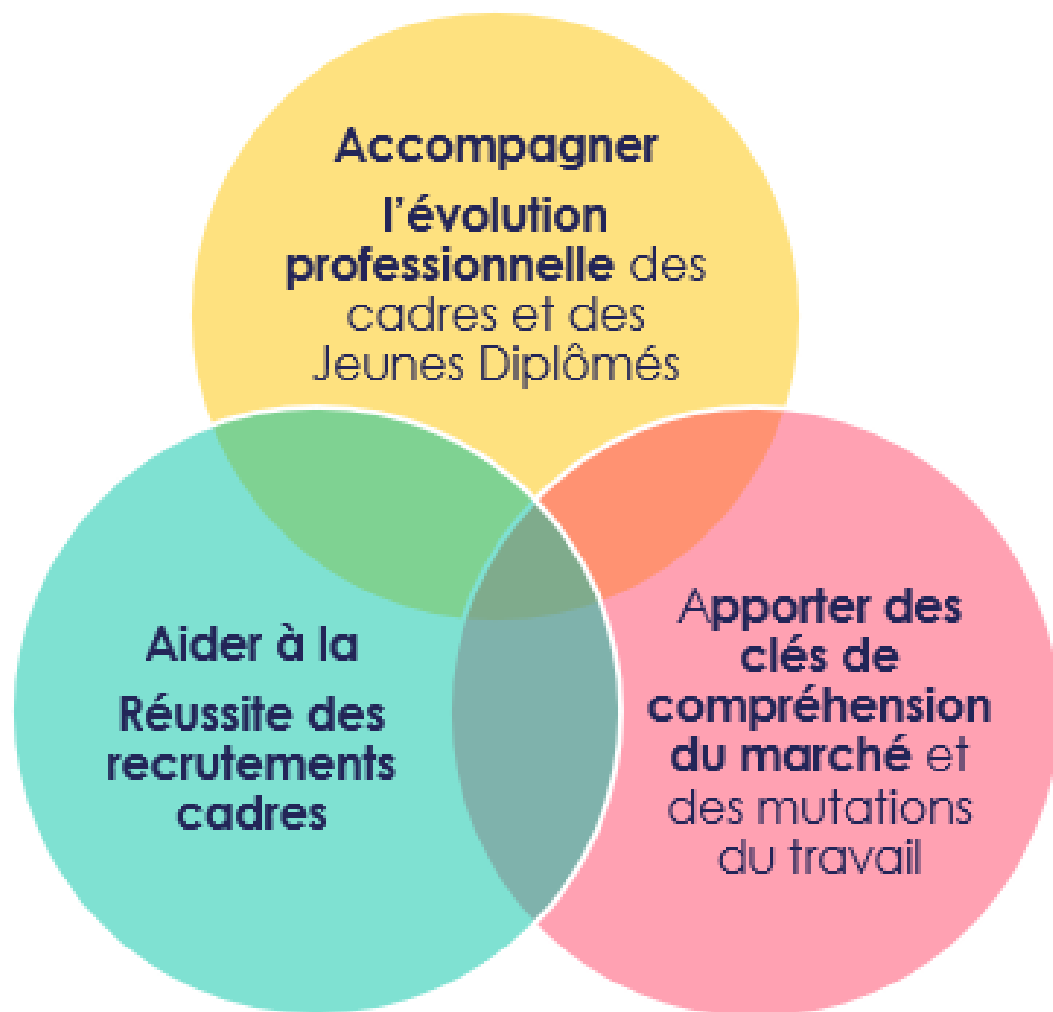 Accompagner
l'évolution
professionnelle des
cadres et des
Jeunes Diplômés
Aider à la
Réussite des
recrutements
cadres
Apporter des
clés de
compréhension
du marché et
des mutations
du travail